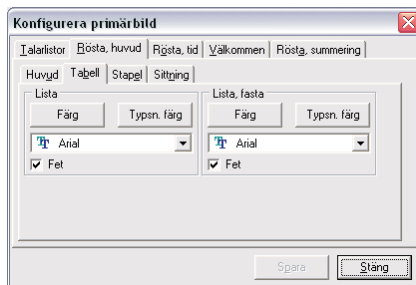 Konfigurera primärbild
Talarlistor Rösta, huvud Rösta, tid Välkommen Rösta, summering
Huvud Tabell Stapel Sittning
Lista Lista, fasta
Färg Typsn. färg Färg Typsn. färg
Arial Arial
Fet Fet
Spara Stäng